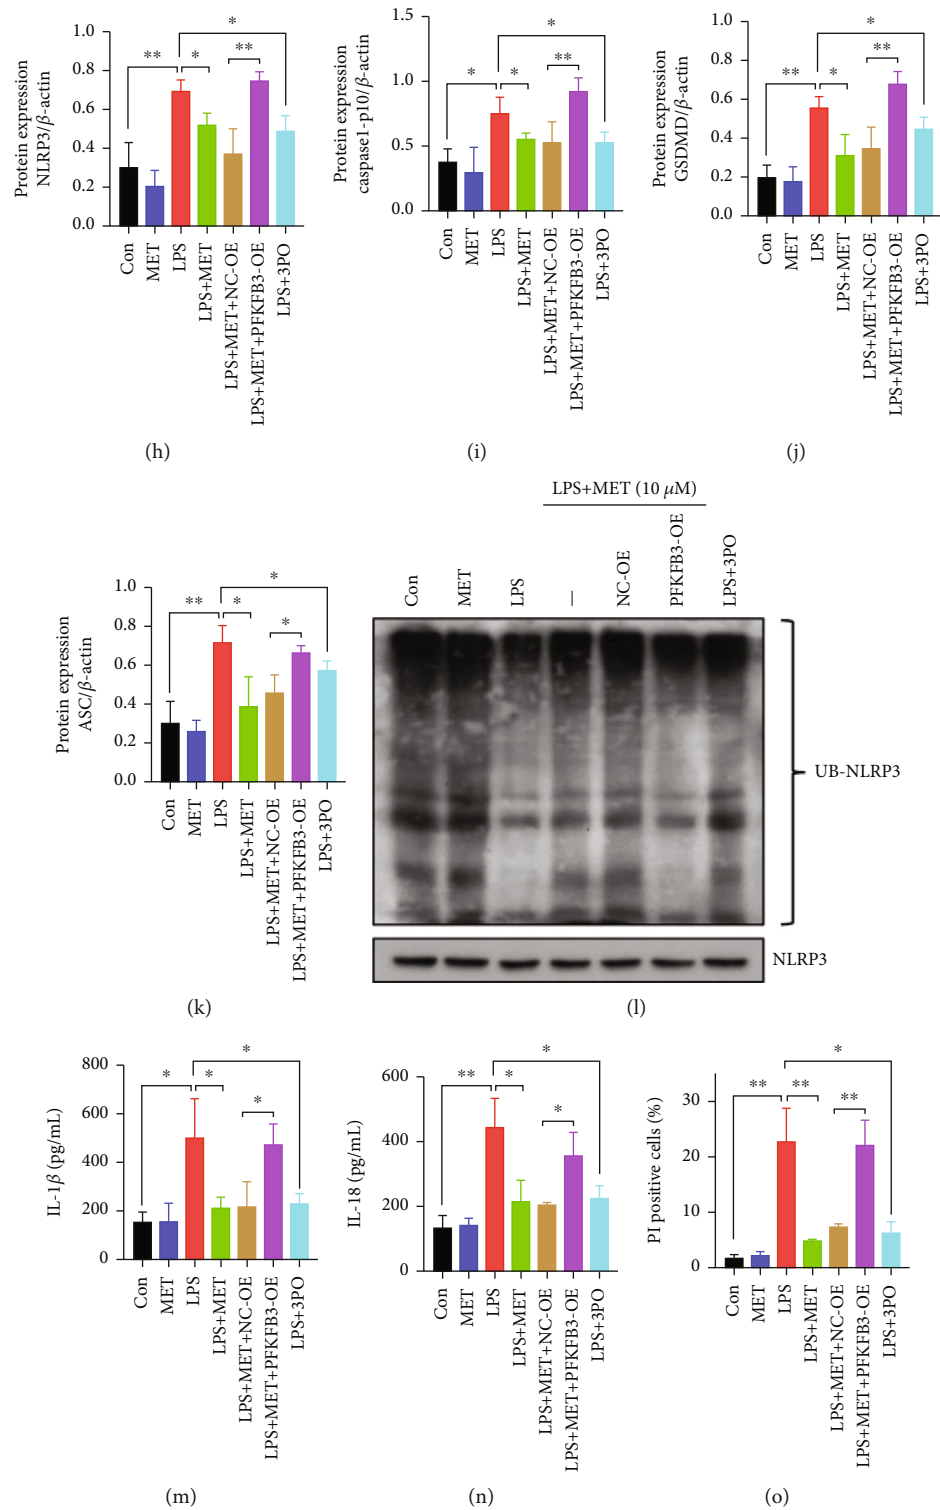 Protein expression
NLRP3/β-actin
1.0
0.8
0.6
0.4
0.2
0.0
**
*
**
*
Con
MET
LPS
LPS+MET
LPS+MET+NC-OE
LPS+MET+PFKFB3-OE
LPS+3PO
(h)
Protein expression
caspase1-p10/β-actin
1.5
1.0
0.5
0.0
*
*
**
*
Con
MET
LPS
LPS+MET
LPS+MET+NC-OE
LPS+MET+PFKFB3-OE
LPS+3PO
(i)
Protein expression
GSDMD/β-actin
1.0
0.8
0.6
0.4
0.2
0.0
**
*
**
*
Con
MET
LPS
LPS+MET
LPS+MET+NC-OE
LPS+MET+PFKFB3-OE
LPS+3PO
(j)
Protein expression
ASC/β-actin
1.0
0.8
0.6
0.4
0.2
0.0
**
*
*
*
Con
MET
LPS
LPS+MET
LPS+MET+NC-OE
LPS+MET+PFKFB3-OE
LPS+3PO
(k)
LPS+MET (10 μM)
Con
MET
LPS
—
NC-OE
PFKFB3-OE
LPS+3PO
UB-NLRP3
NLRP3
(l)
IL-1β (pg/mL)
800
600
400
200
0
*
*
*
*
Con
MET
LPS
LPS+MET
LPS+MET+NC-OE
LPS+MET+PFKFB3-OE
LPS+3PO
(m)
IL-18 (pg/mL)
600
400
200
0
**
*
*
*
Con
MET
LPS
LPS+MET
LPS+MET+NC-OE
LPS+MET+PFKFB3-OE
LPS+3PO
(n)
PI positive cells (%)
30
20
10
0
**
**
**
*
Con
MET
LPS
LPS+MET
LPS+MET+NC-OE
LPS+MET+PFKFB3-OE
LPS+3PO
(o)